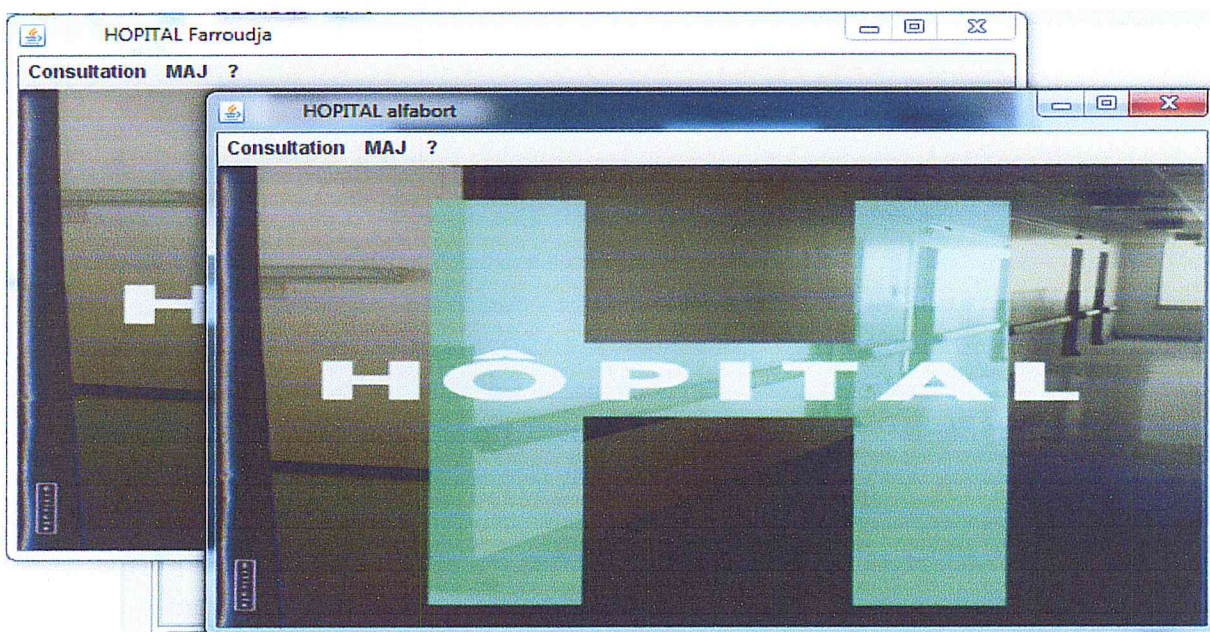 HOPITAL Farroudja
Consultation MAJ ?
HOPITAL alfabort
Consultation MAJ ?
H
HÔPITAL